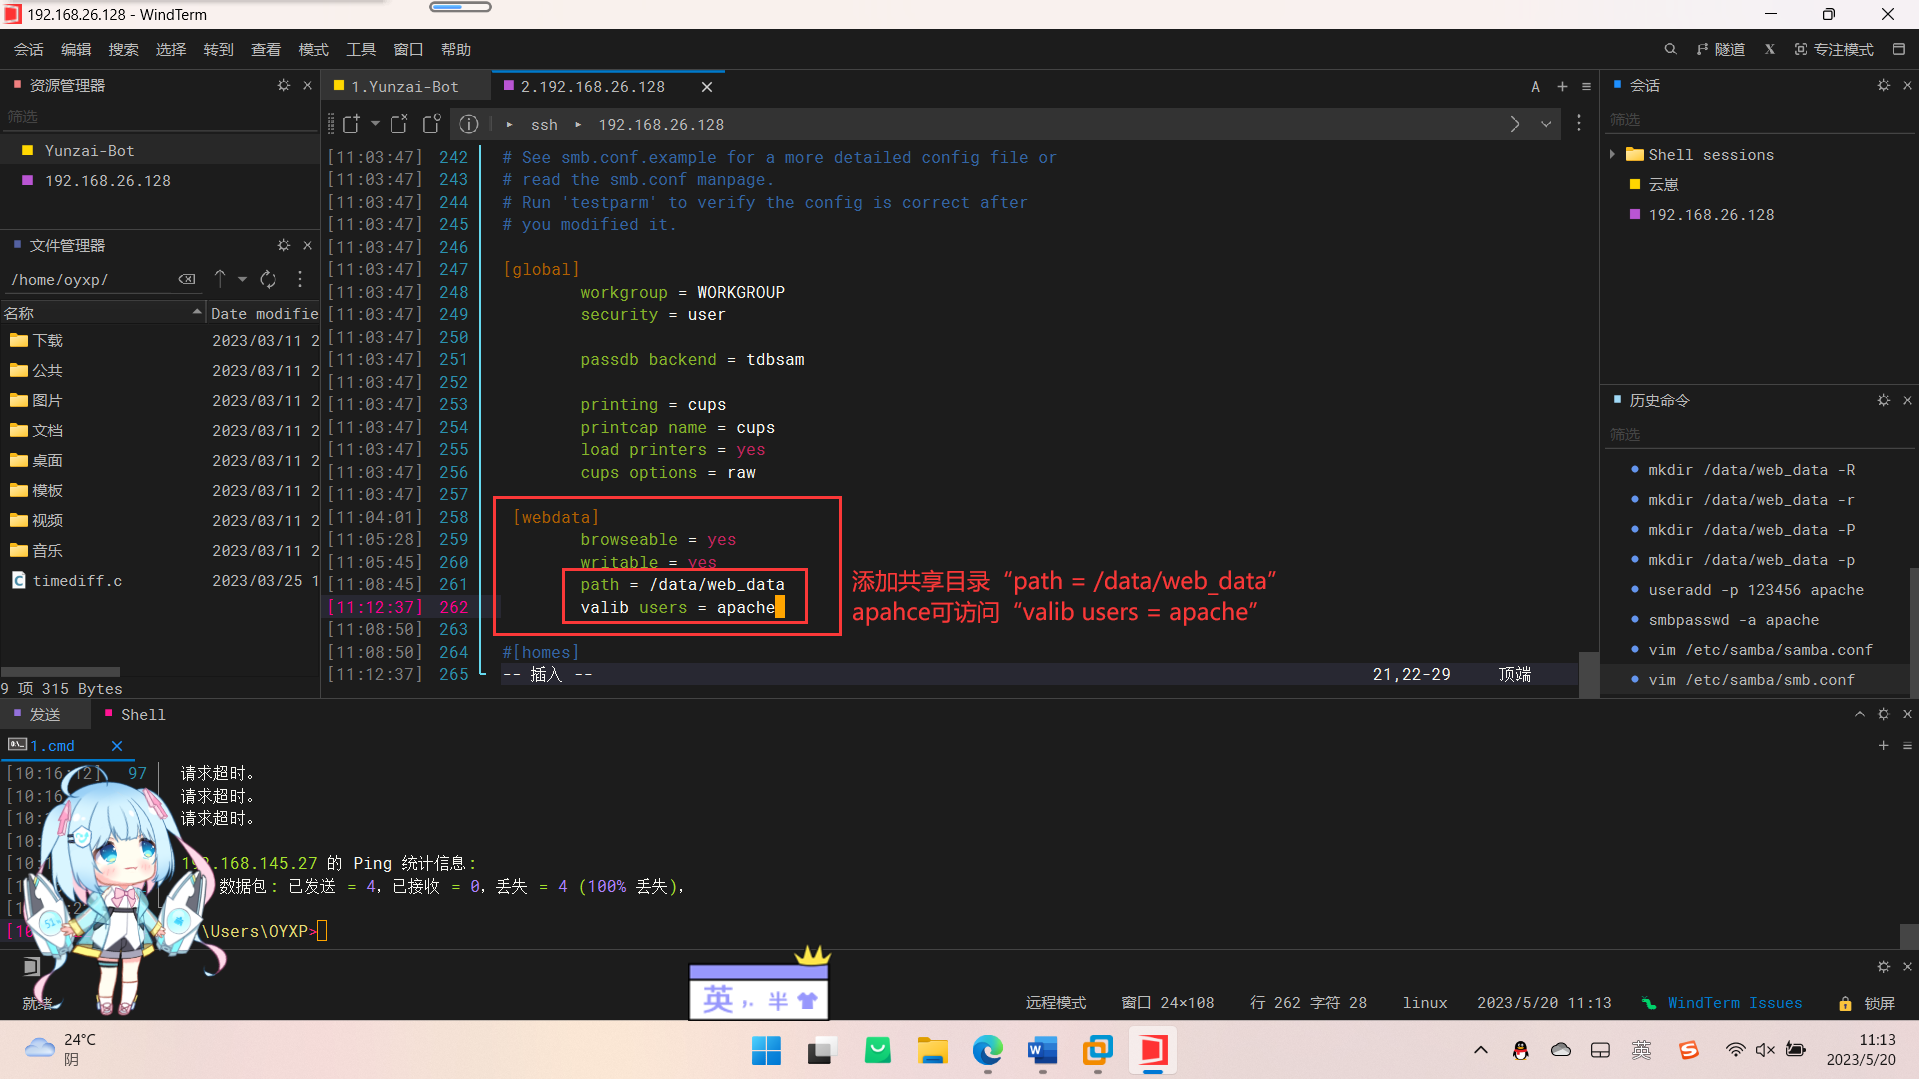 192.168.26.128 - WindTerm
会话 编辑 搜索 选择 转到 查看 模式 工具 窗口 帮助 隧道 X 专注模式
资源管理器
筛选
Yunzai-Bot
192.168.26.128
文件管理器
/home/oyxp/
名称 Date modifie
下载 2023/03/11 2
公共 2023/03/11 2
图片 2023/03/11 2
文档 2023/03/11 2
桌面 2023/03/11 2
模板 2023/03/11 2
视频 2023/03/11 2
音乐 2023/03/11 2
timediff.c 2023/03/25 1
9 项 315 Bytes
1.Yunzai-Bot 2.192.168.26.128 A
ssh 192.168.26.128
[11:03:47] 242 # See smb.conf.example for a more detailed config file or
[11:03:47] 243 # read the smb.conf manpage.
[11:03:47] 244 # Run 'testparm' to verify the config is correct after
[11:03:47] 245 # you modified it.
[11:03:47] 246
[11:03:47] 247 [global]
[11:03:47] 248 workgroup = WORKGROUP
[11:03:47] 249 security = user
[11:03:47] 250
[11:03:47] 251 passdb backend = tdbsam
[11:03:47] 252
[11:03:47] 253 printing = cups
[11:03:47] 254 printcap name = cups
[11:03:47] 255 load printers = yes
[11:03:47] 256 cups options = raw
[11:03:47] 257
[11:04:01] 258 [webdata]
[11:05:28] 259 browseable = yes
[11:05:45] 260 writable = yes
[11:08:45] 261 path = /data/web_data
[11:12:37] 262 valib users = apache
[11:08:50] 263
[11:08:50] 264 #[homes]
[11:12:37] 265 -- 插入 -- 21,22-29 顶端
添加共享目录“path = /data/web_data”
apahce可访问“valib users = apache”
会话
筛选
Shell sessions
云崽
192.168.26.128
历史命令
筛选
mkdir /data/web_data -R
mkdir /data/web_data -r
mkdir /data/web_data -P
mkdir /data/web_data -p
useradd -p 123456 apache
smbpasswd -a apache
vim /etc/samba/samba.conf
vim /etc/samba/smb.conf
发送 Shell
1.cmd
[10:16:12] 97 请求超时。
[10:16 请求超时。
[10: 请求超时。
[10:
[10: 192.168.145.27 的 Ping 统计信息:
数据包: 已发送 = 4，已接收 = 0，丢失 = 4 (100% 丢失)，
\Users\OYXP>
51%
英 ,. 半
就绪 远程模式 窗口 24×108 行 262 字符 28 linux 2023/5/20 11:13 WindTerm Issues 锁屏
24°C
阴
英
11:13
2023/5/20